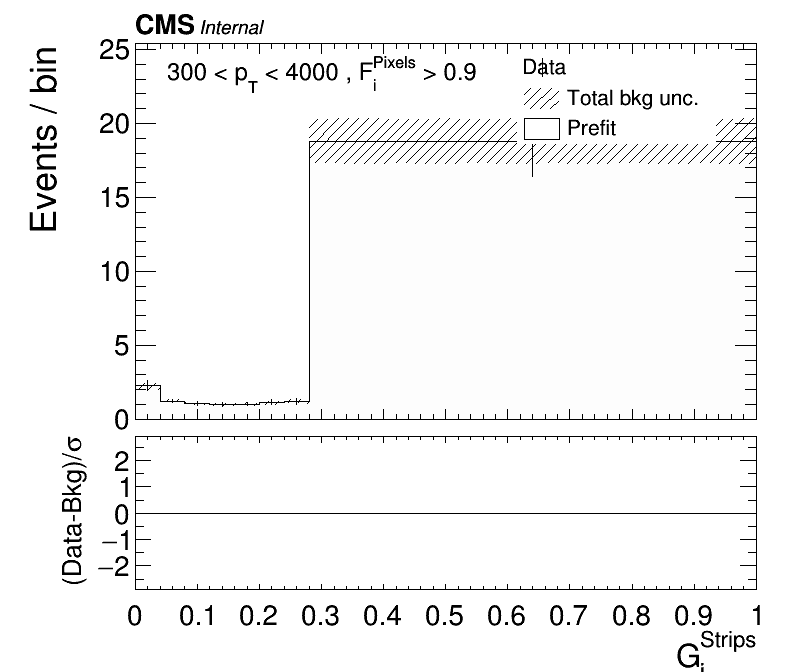 CMS Internal
300 < p_T < 4000 , F_i^Pixels > 0.9
Data
Total bkg unc.
Prefit
Events / bin
25
20
15
10
5
0
(Data-Bkg)/σ
2
1
0
−1
−2
0 0.1 0.2 0.3 0.4 0.5 0.6 0.7 0.8 0.9 1
G_i^Strips